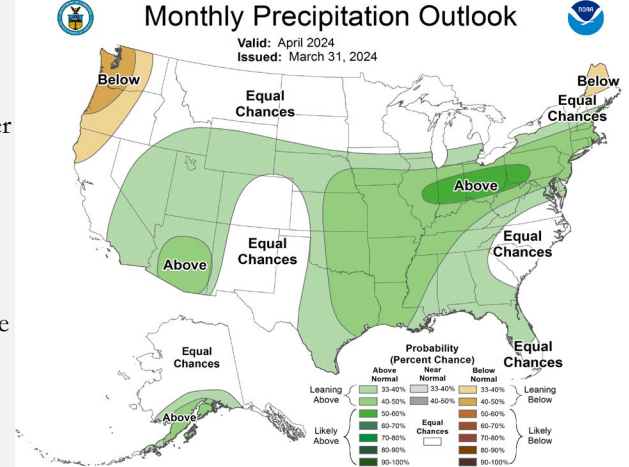 Monthly Precipitation Outlook
NOAA
Valid: April 2024
Issued: March 31, 2024
er
e
Below
Equal
Chances
Below
Equal
Chances
Above
Above
Equal
Chances
Equal
Chances
Equal
Chances
Equal
Chances
Above
Probability
(Percent Chance)
Above
Normal
Near
Normal
Below
Normal
Leaning
Above
33-40%
40-50%
33-40%
40-50%
33-40%
40-50%
Leaning
Below
Likely
Above
50-60%
60-70%
70-80%
80-90%
90-100%
Equal
Chances
50-60%
60-70%
70-80%
80-90%
90-100%
Likely
Below